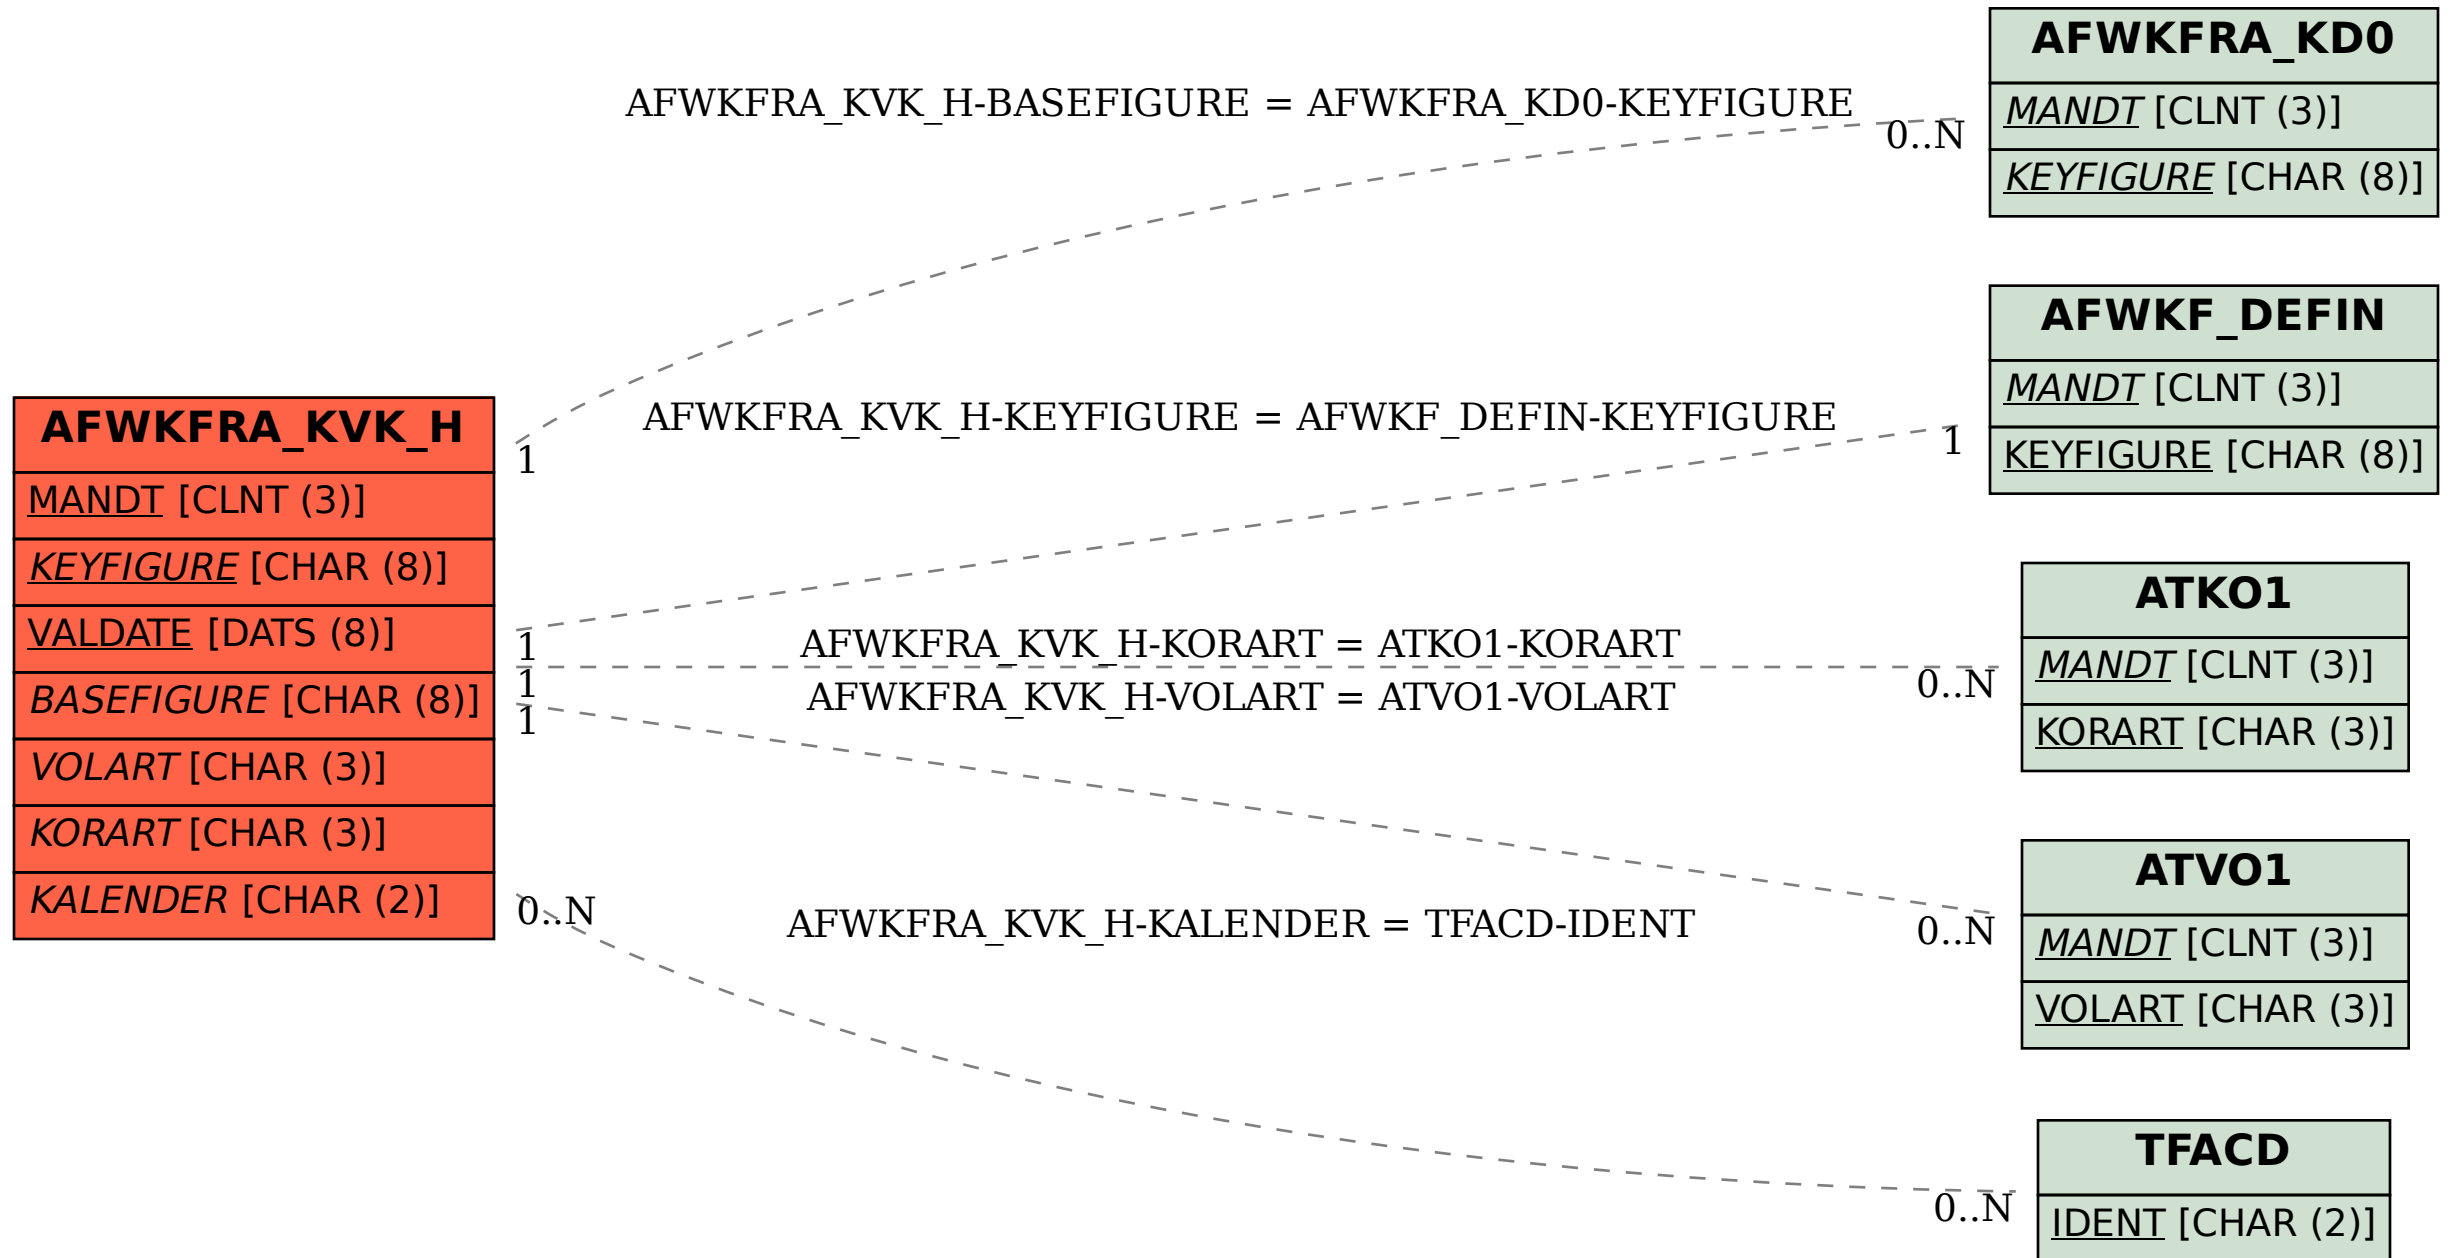 AFWKFRA_KVK_H
MANDT [CLNT (3)]
KEYFIGURE [CHAR (8)]
VALDATE [DATS (8)]
BASEFIGURE [CHAR (8)]
VOLART [CHAR (3)]
KORART [CHAR (3)]
KALENDER [CHAR (2)]
AFWKFRA_KVK_H-BASEFIGURE = AFWKFRA_KD0-KEYFIGURE
1
0..N
AFWKFRA_KVK_H-KEYFIGURE = AFWKF_DEFIN-KEYFIGURE
1
1
AFWKFRA_KVK_H-KORART = ATKO1-KORART
1
0..N
AFWKFRA_KVK_H-VOLART = ATVO1-VOLART
1
0..N
AFWKFRA_KVK_H-KALENDER = TFACD-IDENT
0..N
0..N
AFWKFRA_KD0
MANDT [CLNT (3)]
KEYFIGURE [CHAR (8)]
AFWKF_DEFIN
MANDT [CLNT (3)]
KEYFIGURE [CHAR (8)]
ATKO1
MANDT [CLNT (3)]
KORART [CHAR (3)]
ATVO1
MANDT [CLNT (3)]
VOLART [CHAR (3)]
TFACD
IDENT [CHAR (2)]